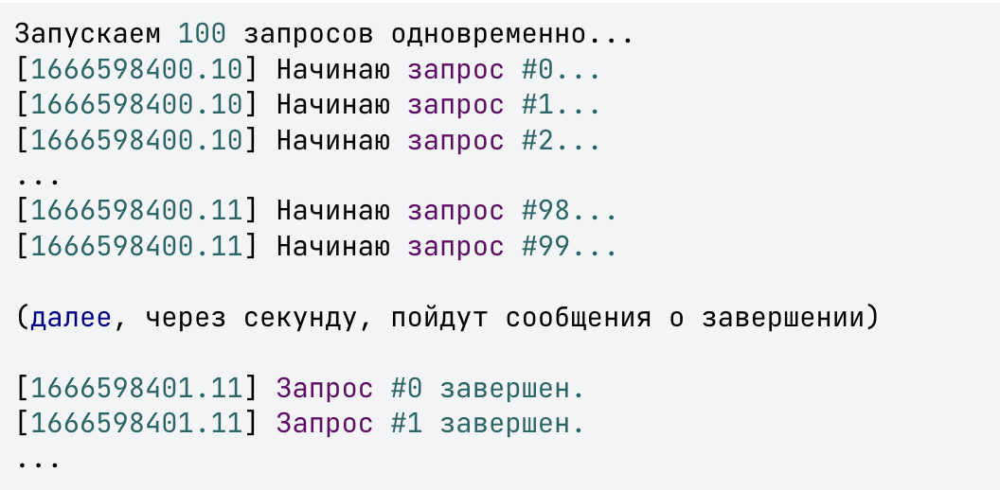 Запускаем 100 запросов одновременно...
[1666598400.10] Начинаю запрос #0...
[1666598400.10] Начинаю запрос #1...
[1666598400.10] Начинаю запрос #2...
...
[1666598400.11] Начинаю запрос #98...
[1666598400.11] Начинаю запрос #99...
(далее, через секунду, пойдут сообщения о завершении)
[1666598401.11] Запрос #0 завершен.
[1666598401.11] Запрос #1 завершен.
...